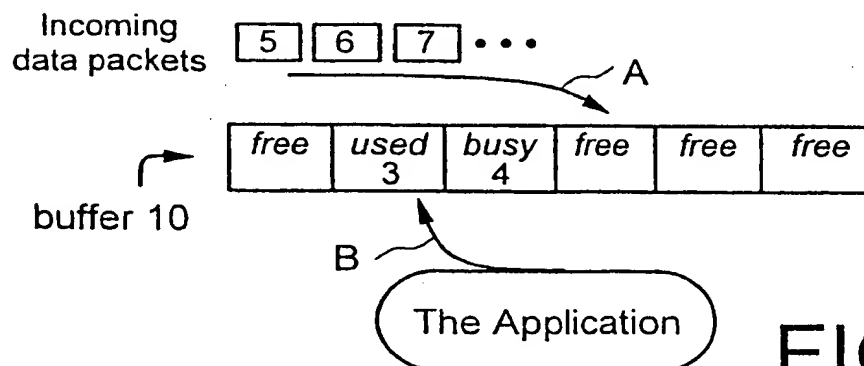 Incoming
data packets
5 6 7 • • •
A
free used busy free free free
3 4
buffer 10
B
The Application